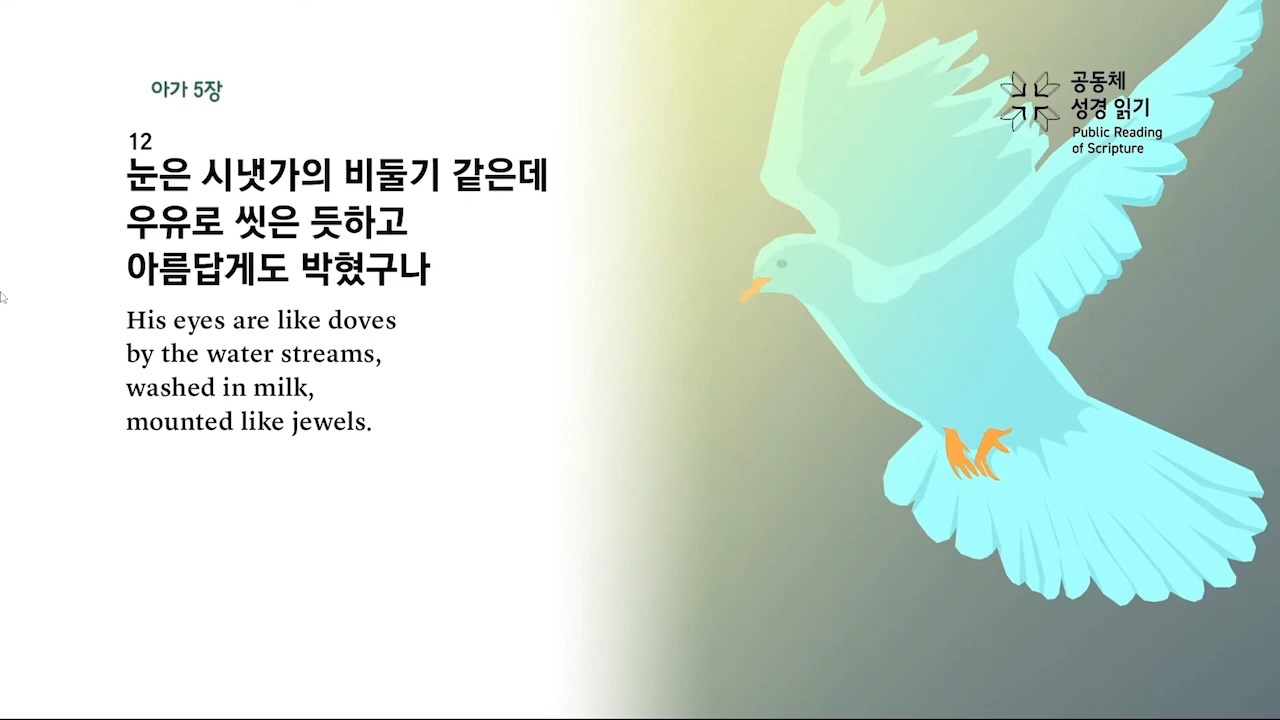 아가 5장
12
눈은 시냇가의 비둘기 같은데
우유로 씻은 듯하고
아름답게도 박혔구나
His eyes are like doves
by the water streams,
washed in milk,
mounted like jewels.
공동체
성경 읽기
Public Reading
of Scripture